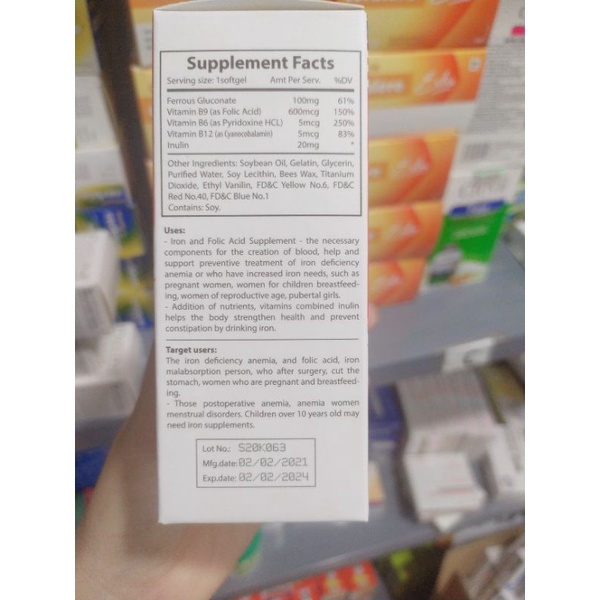 Supplement Facts
Serving size: 1softgel Amt Per Serv. %DV
Ferrous Gluconate 100mg 61%
Vitamin B9 (as Folic Acid) 600mcg 150%
Vitamin B6 (as Pyridoxine HCL) 5mcg 250%
Vitamin B12 (as Cyanocobalamin) 5mcg 83%
Inulin 20mg *
Other Ingredients: Soybean Oil, Gelatin, Glycerin,
Purified Water, Soy Lecithin, Bees Wax, Titanium
Dioxide, Ethyl Vanilin, FD&C Yellow No.6, FD&C
Red No.40, FD&C Blue No.1
Contains: Soy.
Uses:
- Iron and Folic Acid Supplement - the necessary
components for the creation of blood, help and
support preventive treatment of iron deficiency
anemia or who have increased iron needs, such as
pregnant women, women for children breastfeed-
ing, women of reproductive age, pubertal girls.
- Addition of nutrients, vitamins combined inulin
helps the body strengthen health and prevent
constipation by drinking iron.
Target users:
The iron deficiency anemia, and folic acid, iron
malabsorption person, who after surgery, cut the
stomach, women who are pregnant and breastfeed-
ing.
- Those postoperative anemia, anemia women
menstrual disorders. Children over 10 years old may
need iron supplements.
Lot No.: S20K063
Mfg.date: 02/02/2021
Exp.date: 02/02/2024